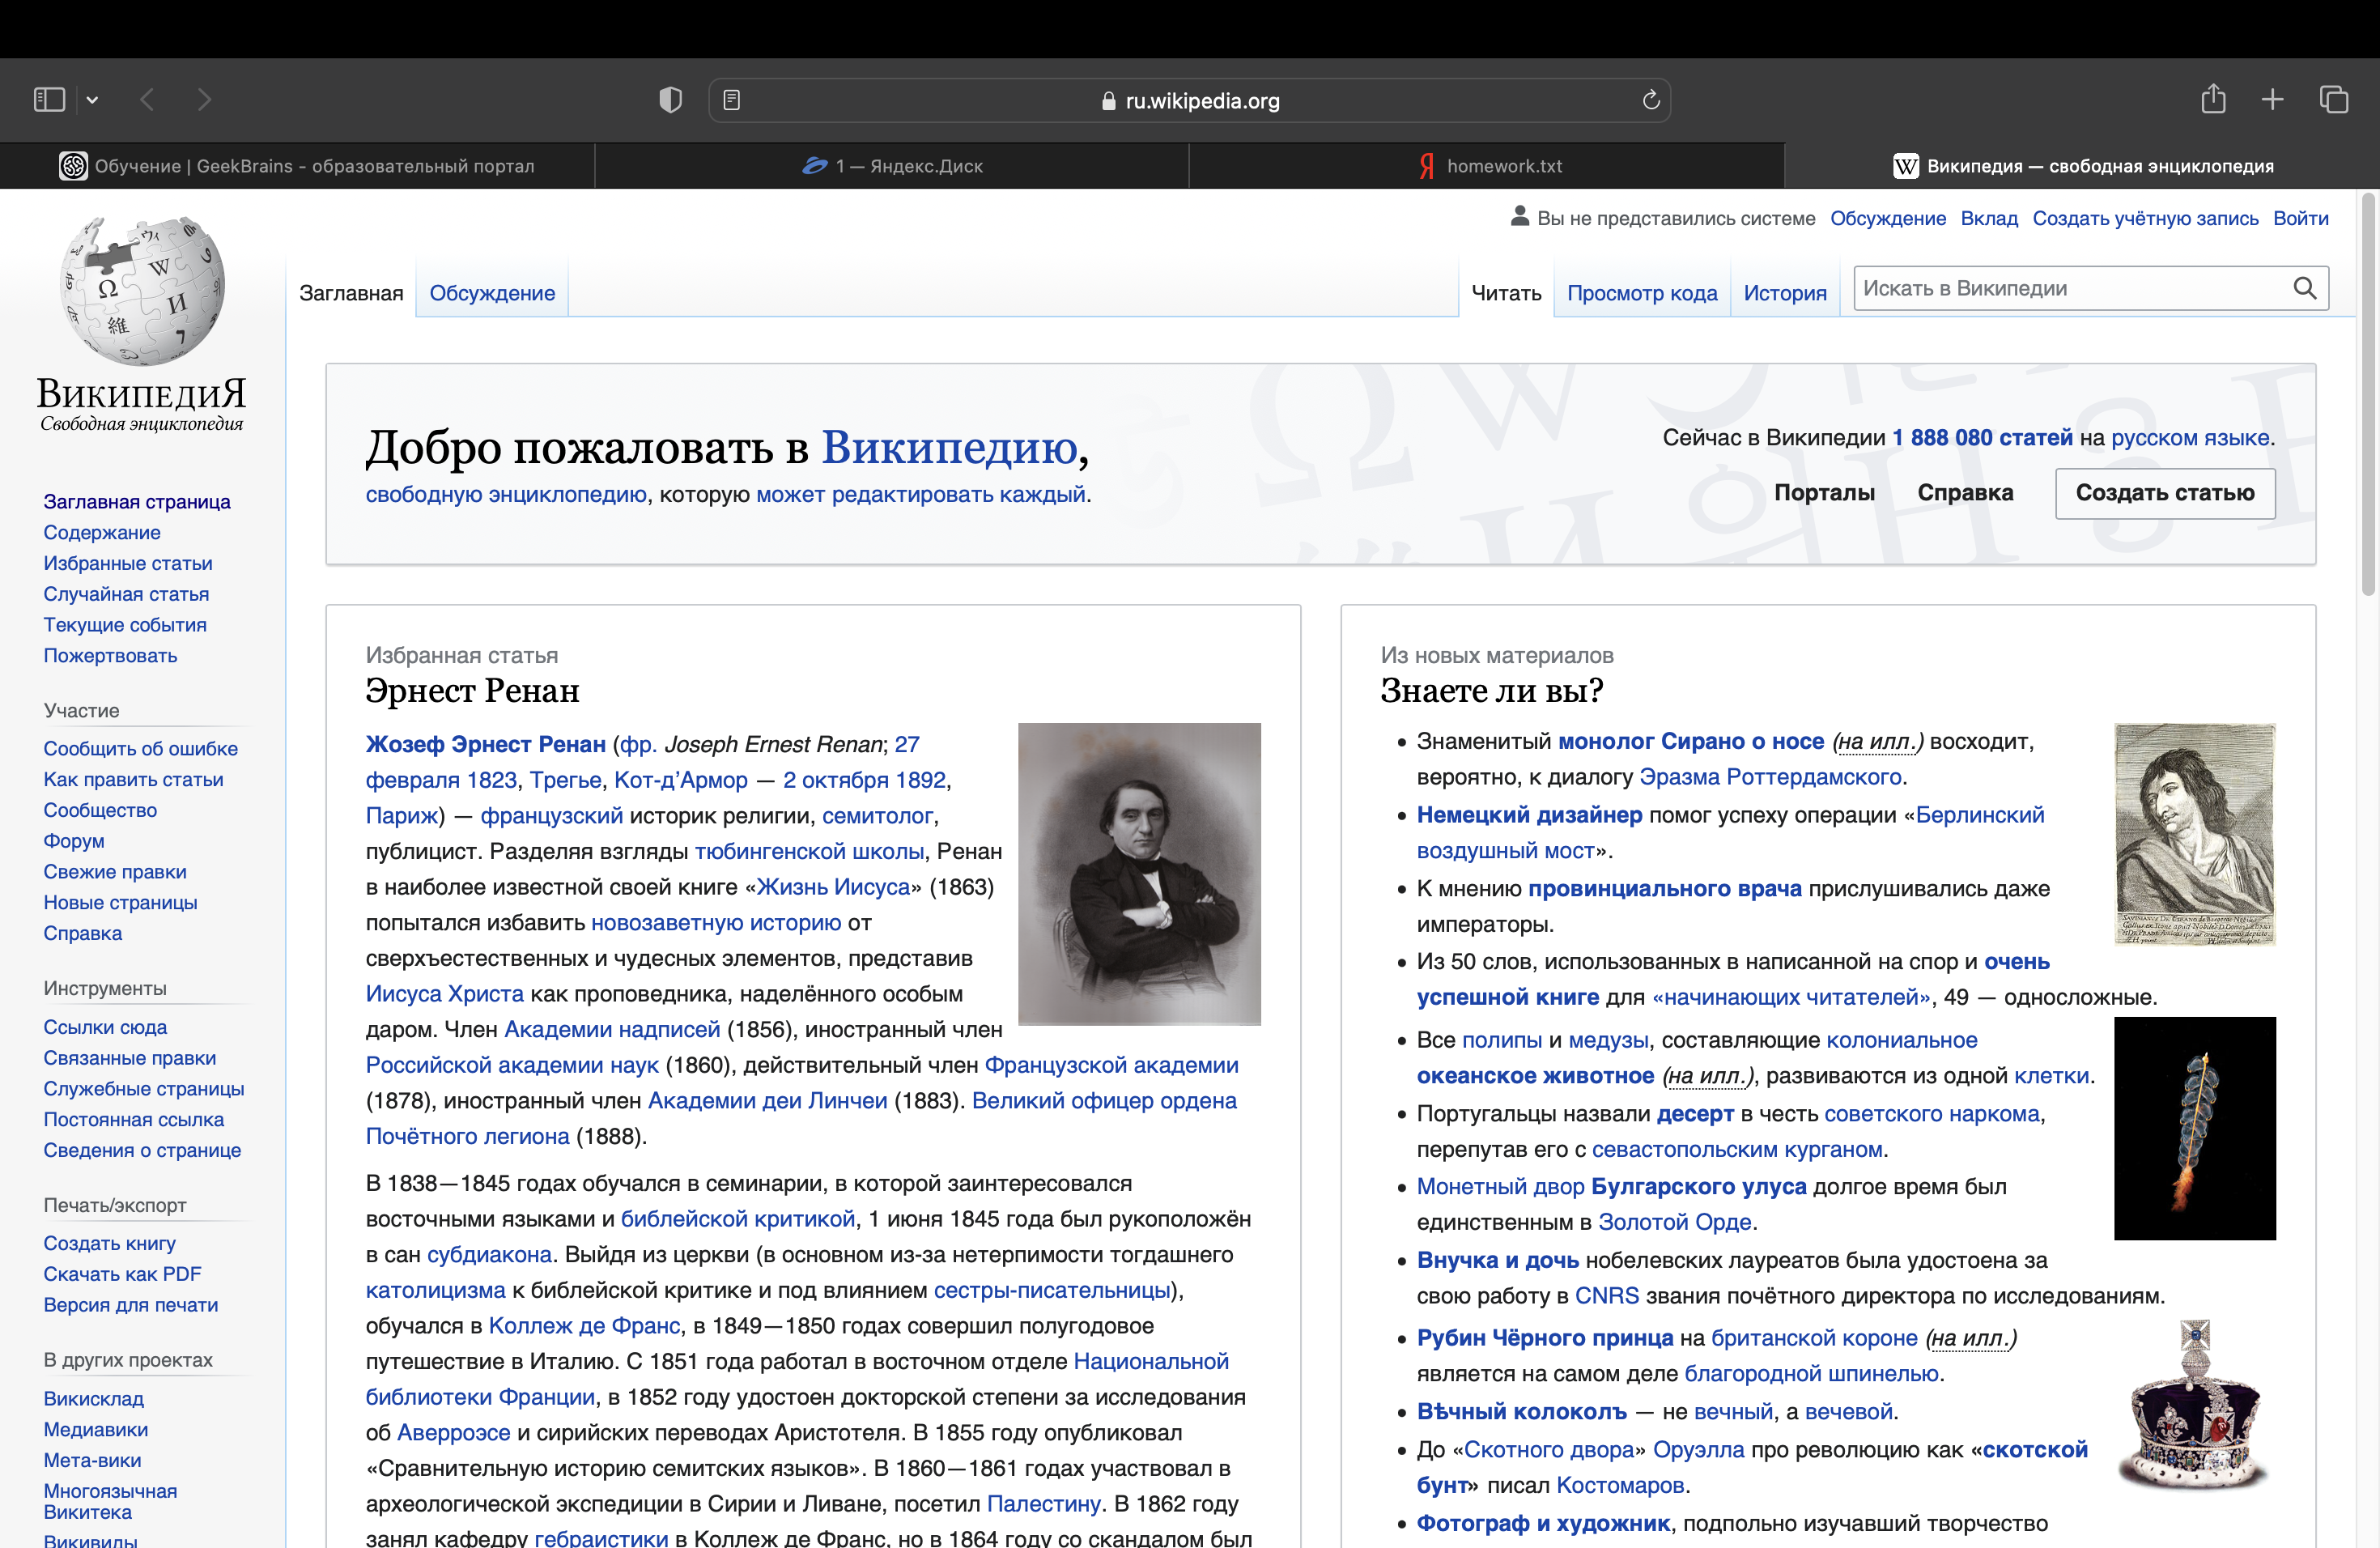 ru.wikipedia.org
Обучение | GeekBrains - образовательный портал
1 — Яндекс.Диск
homework.txt
Википедия — свободная энциклопедия
Вы не представились системе Обсуждение Вклад Создать учётную запись Войти
Заглавная Обсуждение
Читать Просмотр кода История Искать в Википедии
ВикипедиЯ
Свободная энциклопедия
Заглавная страница
Содержание
Избранные статьи
Случайная статья
Текущие события
Пожертвовать
Участие
Сообщить об ошибке
Как править статьи
Сообщество
Форум
Свежие правки
Новые страницы
Справка
Инструменты
Ссылки сюда
Связанные правки
Служебные страницы
Постоянная ссылка
Сведения о странице
Печать/экспорт
Создать книгу
Скачать как PDF
Версия для печати
В других проектах
Викисклад
Медиавики
Мета-вики
Многоязычная
Викитека
Викивиды
Добро пожаловать в Википедию,
свободную энциклопедию, которую может редактировать каждый.
Сейчас в Википедии 1 888 080 статей на русском языке.
Порталы Справка Создать статью
Избранная статья
Эрнест Ренан
Жозеф Эрнест Ренан (фр. Joseph Ernest Renan; 27
февраля 1823, Трегье, Кот-д’Армор — 2 октября 1892,
Париж) — французский историк религии, семитолог,
публицист. Разделяя взгляды тюбингенской школы, Ренан
в наиболее известной своей книге «Жизнь Иисуса» (1863)
попытался избавить новозаветную историю от
сверхъестественных и чудесных элементов, представив
Иисуса Христа как проповедника, наделённого особым
даром. Член Академии надписей (1856), иностранный член
Российской академии наук (1860), действительный член Французской академии
(1878), иностранный член Академии деи Линчеи (1883). Великий офицер ордена
Почётного легиона (1888).
В 1838—1845 годах обучался в семинарии, в которой заинтересовался
восточными языками и библейской критикой, 1 июня 1845 года был рукоположён
в сан субдиакона. Выйдя из церкви (в основном из-за нетерпимости тогдашнего
католицизма к библейской критике и под влиянием сестры-писательницы),
обучался в Коллеж де Франс, в 1849—1850 годах совершил полугодовое
путешествие в Италию. С 1851 года работал в восточном отделе Национальной
библиотеки Франции, в 1852 году удостоен докторской степени за исследования
об Аверроэсе и сирийских переводах Аристотеля. В 1855 году опубликовал
«Сравнительную историю семитских языков». В 1860—1861 годах участвовал в
археологической экспедиции в Сирии и Ливане, посетил Палестину. В 1862 году
занял кафедру гебраистики в Коллеж де Франс, но в 1864 году со скандалом был
Из новых материалов
Знаете ли вы?
Знаменитый монолог Сирано о носе (на илл.) восходит,
вероятно, к диалогу Эразма Роттердамского.
Немецкий дизайнер помог успеху операции «Берлинский
воздушный мост».
К мнению провинциального врача прислушивались даже
императоры.
Из 50 слов, использованных в написанной на спор и очень
успешной книге для «начинающих читателей», 49 — односложные.
Все полипы и медузы, составляющие колониальное
океанское животное (на илл.), развиваются из одной клетки.
Португальцы назвали десерт в честь советского наркома,
перепутав его с севастопольским курганом.
Монетный двор Булгарского улуса долгое время был
единственным в Золотой Орде.
Внучка и дочь нобелевских лауреатов была удостоена за
свою работу в CNRS звания почётного директора по исследованиям.
Рубин Чёрного принца на британской короне (на илл.)
является на самом деле благородной шпинелью.
Вѣчный колоколъ — не вечный, а вечевой.
До «Скотного двора» Оруэлла про революцию как «скотской
бунт» писал Костомаров.
Фотограф и художник, подпольно изучавший творчество